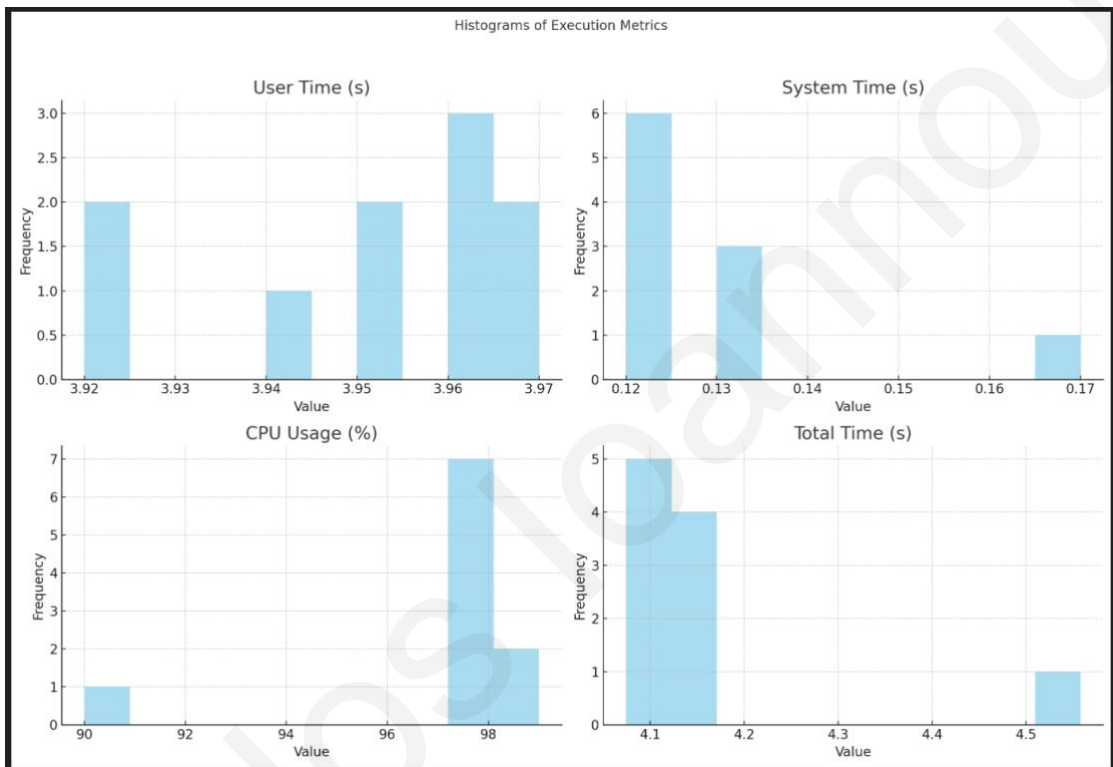 Histograms of Execution Metrics
User Time (s)
3.0
2.5
2.0
1.5
1.0
0.5
0.0
Frequency
3.92 3.93 3.94 3.95 3.96 3.97
Value
System Time (s)
6
5
4
3
2
1
0
Frequency
0.12 0.13 0.14 0.15 0.16 0.17
Value
CPU Usage (%)
7
6
5
4
3
2
1
0
Frequency
90 92 94 96 98
Value
Total Time (s)
5
4
3
2
1
0
Frequency
4.1 4.2 4.3 4.4 4.5
Value
los Ioannou